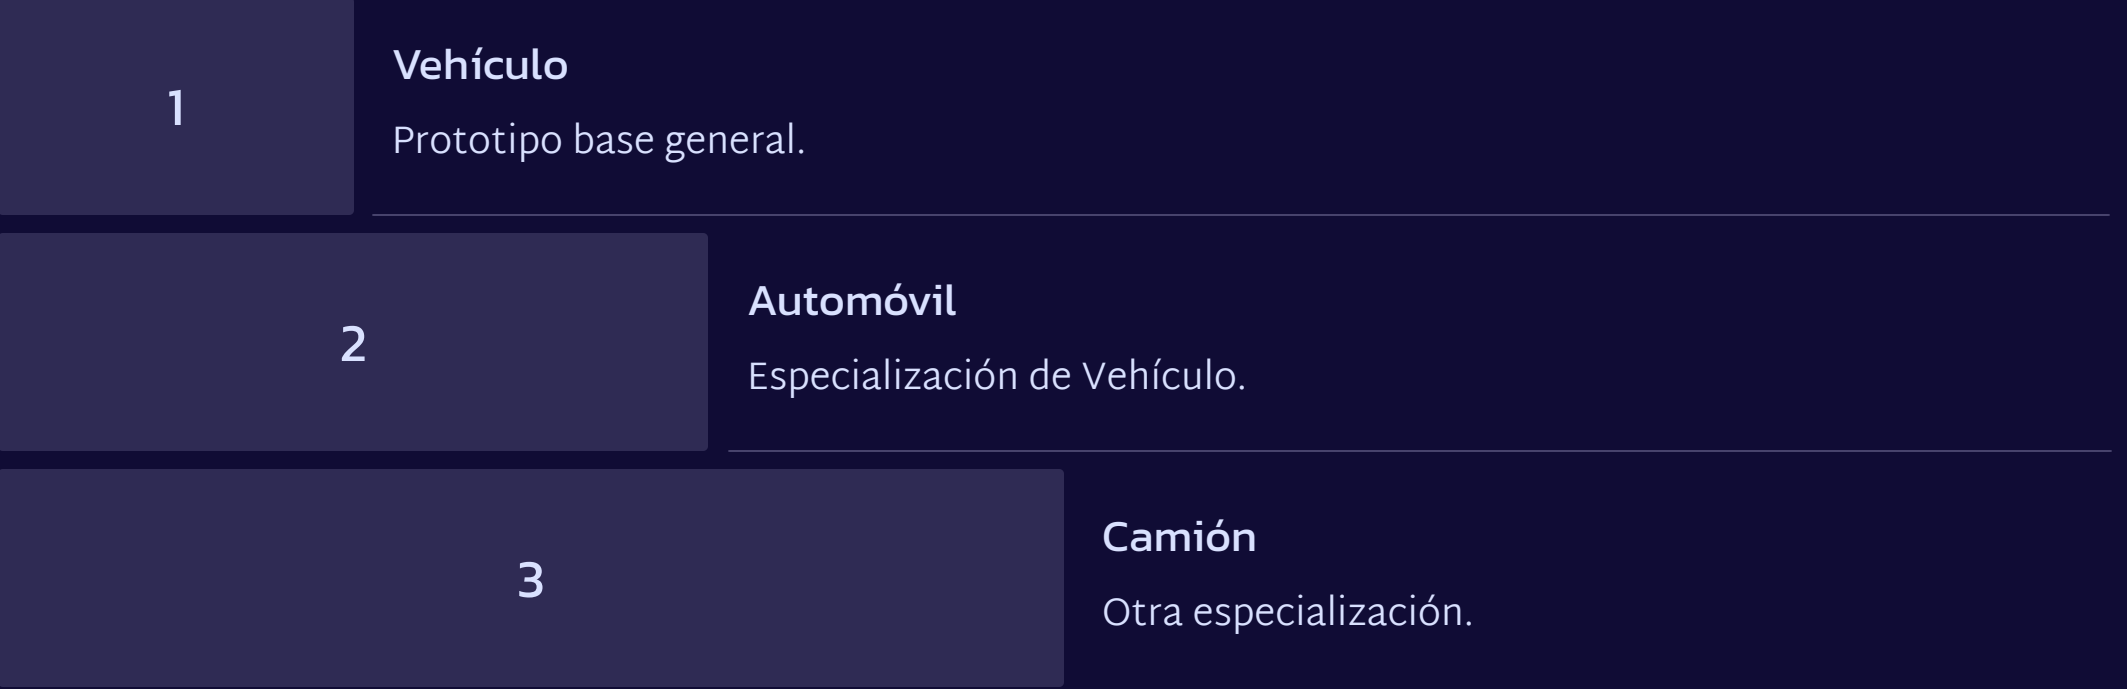 1
Vehículo
Prototipo base general.
2
Automóvil
Especialización de Vehículo.
3
Camión
Otra especialización.